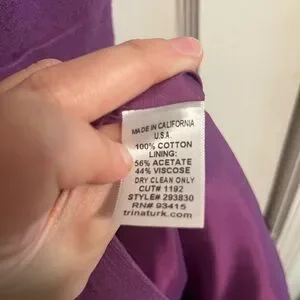 MADE IN CALIFORNIA
U.S.A.
100% COTTON
LINING:
56% ACETATE
44% VISCOSE
DRY CLEAN ONLY
CUT# 1192
STYLE# 293830
RN# 93415
trinaturk.com